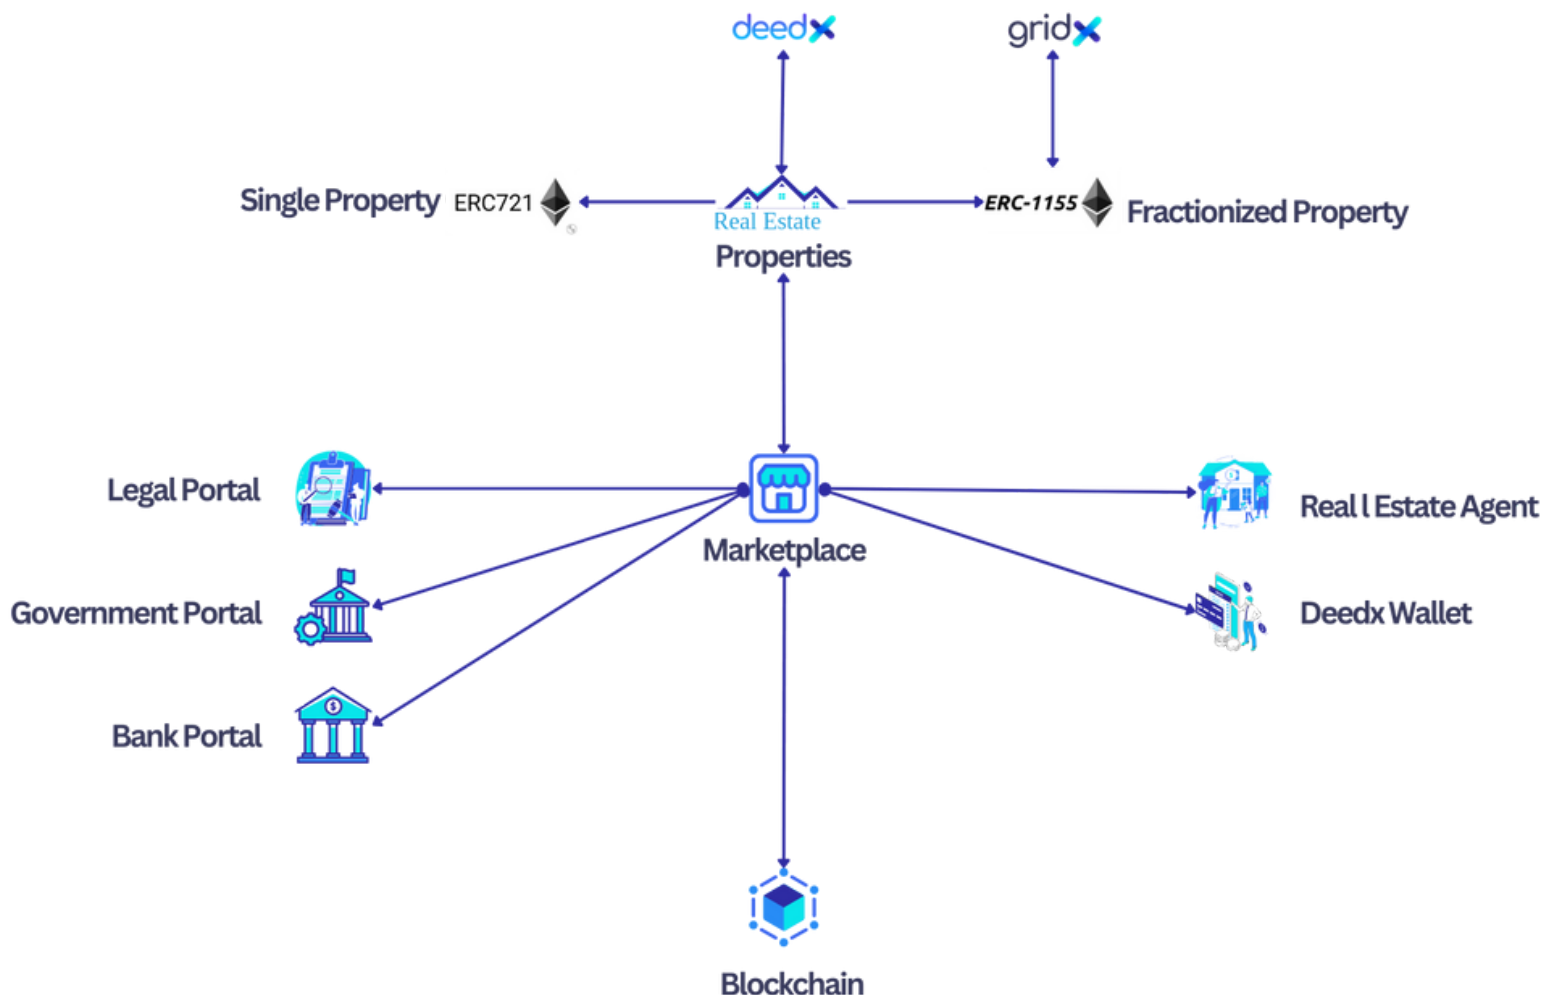 deedX
gridX
Single Property
ERC721
ERC-1155
Fractionized Property
Real Estate
Properties
Legal Portal
Real l Estate Agent
Marketplace
Government Portal
Deedx Wallet
Bank Portal
Blockchain